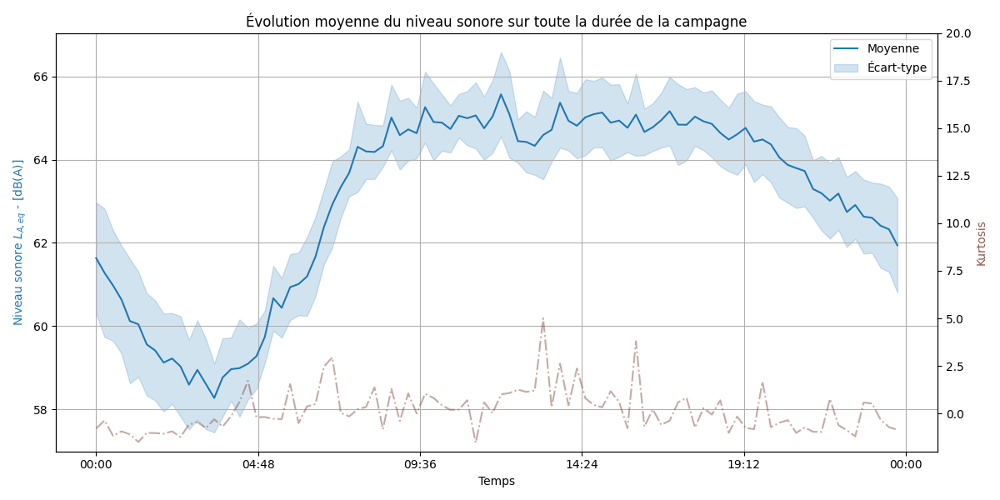 Évolution moyenne du niveau sonore sur toute la durée de la campagne
Moyenne
Écart-type
Niveau sonore L_{A,eq} - [dB(A)]
66
64
62
60
58
20.0
17.5
15.0
12.5
10.0
7.5
5.0
2.5
0.0
Kurtosis
00:00 04:48 09:36 14:24 19:12 00:00
Temps